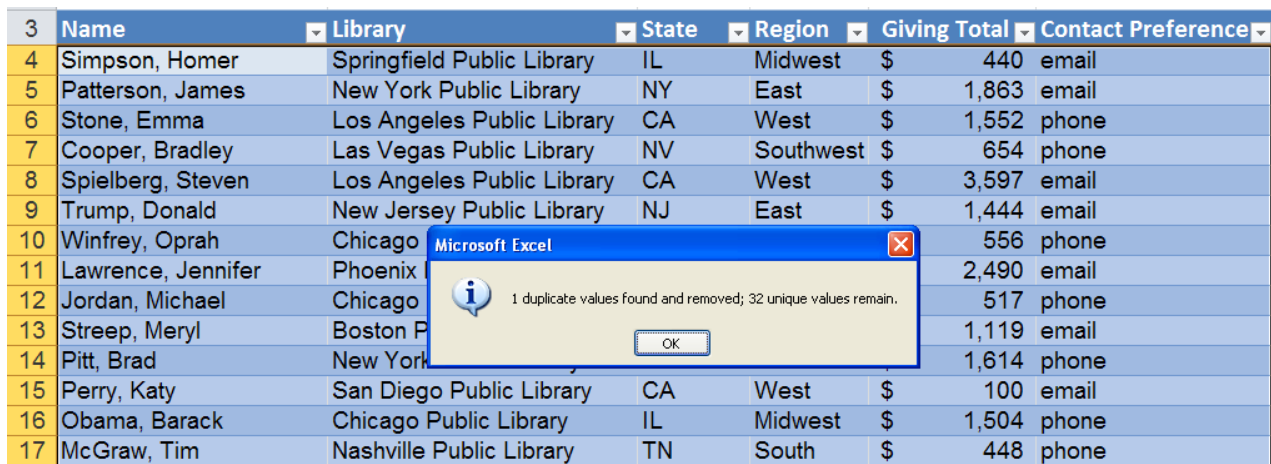 3 Name Library State Region Giving Total Contact Preference
4 Simpson, Homer Springfield Public Library IL Midwest $ 440 email
5 Patterson, James New York Public Library NY East $ 1,863 email
6 Stone, Emma Los Angeles Public Library CA West $ 1,552 phone
7 Cooper, Bradley Las Vegas Public Library NV Southwest $ 654 phone
8 Spielberg, Steven Los Angeles Public Library CA West $ 3,597 email
9 Trump, Donald New Jersey Public Library NJ East $ 1,444 email
10 Winfrey, Oprah Chicago 556 phone
11 Lawrence, Jennifer Phoenix 2,490 email
12 Jordan, Michael Chicago 517 phone
13 Streep, Meryl Boston P 1,119 email
14 Pitt, Brad New York 1,614 phone
15 Perry, Katy San Diego Public Library CA West $ 100 email
16 Obama, Barack Chicago Public Library IL Midwest $ 1,504 phone
17 McGraw, Tim Nashville Public Library TN South $ 448 phone
Microsoft Excel
1 duplicate values found and removed; 32 unique values remain.
OK